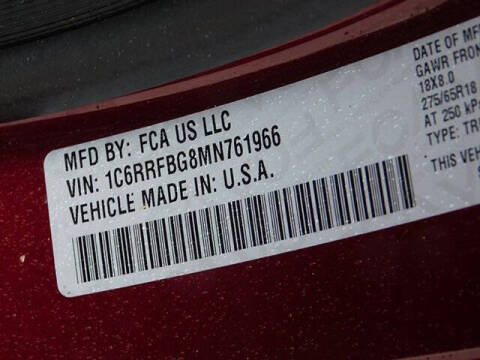 MFD BY: FCA US LLC
VIN: 1C6RRFBG8MN761966
VEHICLE MADE IN: U.S.A.
DATE OF MF
GAWR FRON
18X8.0
275/65R18
AT 250 kP
TYPE: TR
THIS VEH